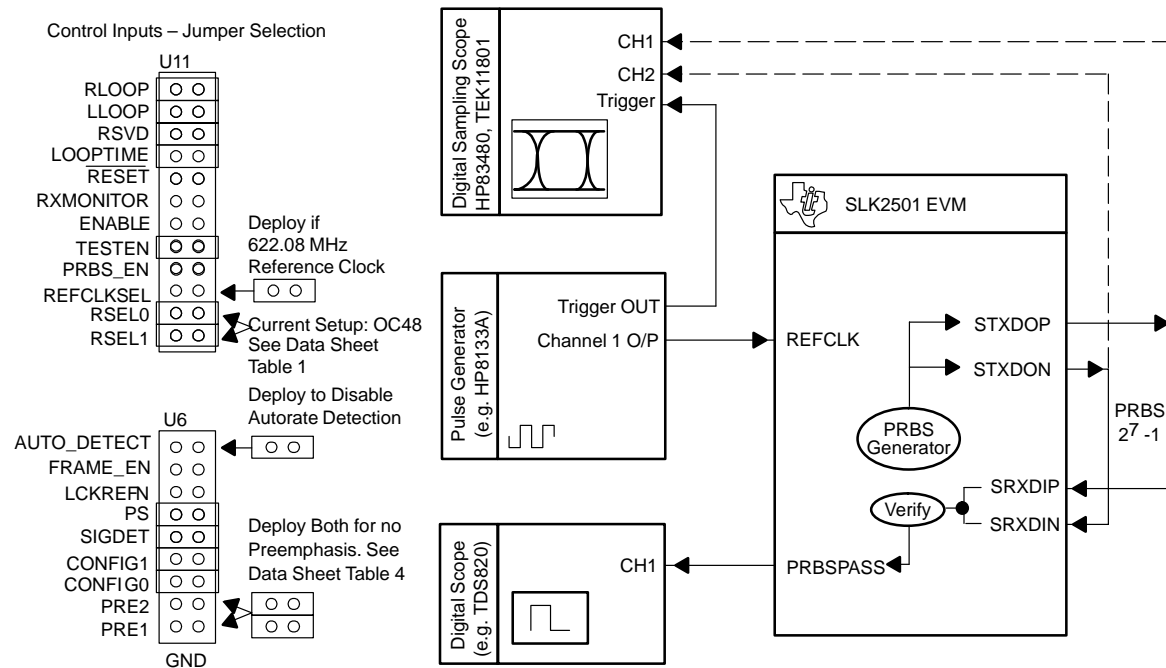 Control Inputs – Jumper Selection
U11
RLOOP
LLOOP
RSVD
LOOPTIME
RESET
RXMONITOR
ENABLE
TESTEN
PRBS_EN
REFCLKSEL
RSEL0
RSEL1
Deploy if
622.08 MHz
Reference Clock
Current Setup: OC48
See Data Sheet
Table 1
Deploy to Disable
Autorate Detection
U6
AUTO_DETECT
FRAME_EN
LCKREFN
PS
SIGDET
CONFIG1
CONFIG0
PRE2
PRE1
GND
Deploy Both for no
Preemphasis. See
Data Sheet Table 4
Digital Sampling Scope
HP83480, TEK11801
CH1
CH2
Trigger
Pulse Generator
(e.g. HP8133A)
Trigger OUT
Channel 1 O/P
Digital Scope
(e.g. TDS820)
CH1
SLK2501 EVM
REFCLK
STXDOP
STXDON
PRBS
Generator
PRBS
2^7 -1
SRXDIP
SRXDIN
Verify
PRBSPASS